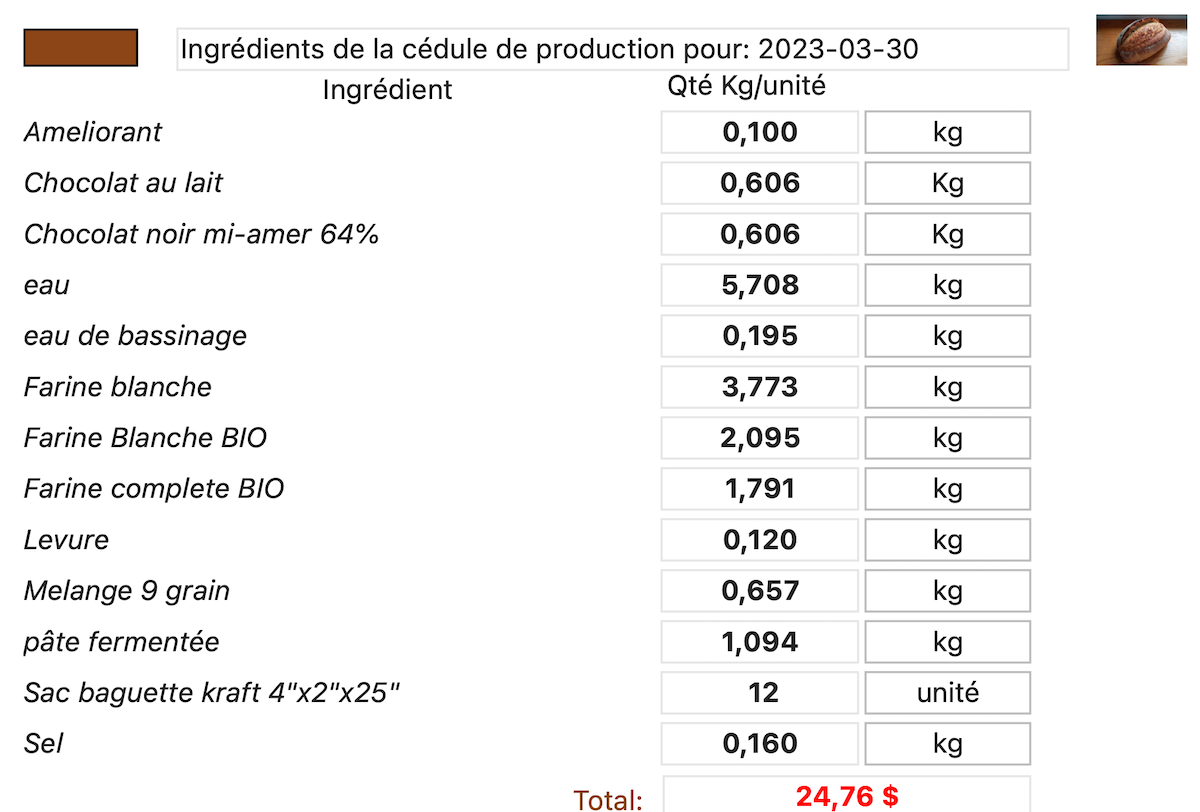 Ingrédients de la cédule de production pour: 2023-03-30
Ingrédient Qté Kg/unité
Ameliorant 0,100 kg
Chocolat au lait 0,606 Kg
Chocolat noir mi-amer 64% 0,606 Kg
eau 5,708 kg
eau de bassinage 0,195 kg
Farine blanche 3,773 kg
Farine Blanche BIO 2,095 kg
Farine complete BIO 1,791 kg
Levure 0,120 kg
Melange 9 grain 0,657 kg
pâte fermentée 1,094 kg
Sac baguette kraft 4"x2"x25" 12 unité
Sel 0,160 kg
Total: 24,76 $